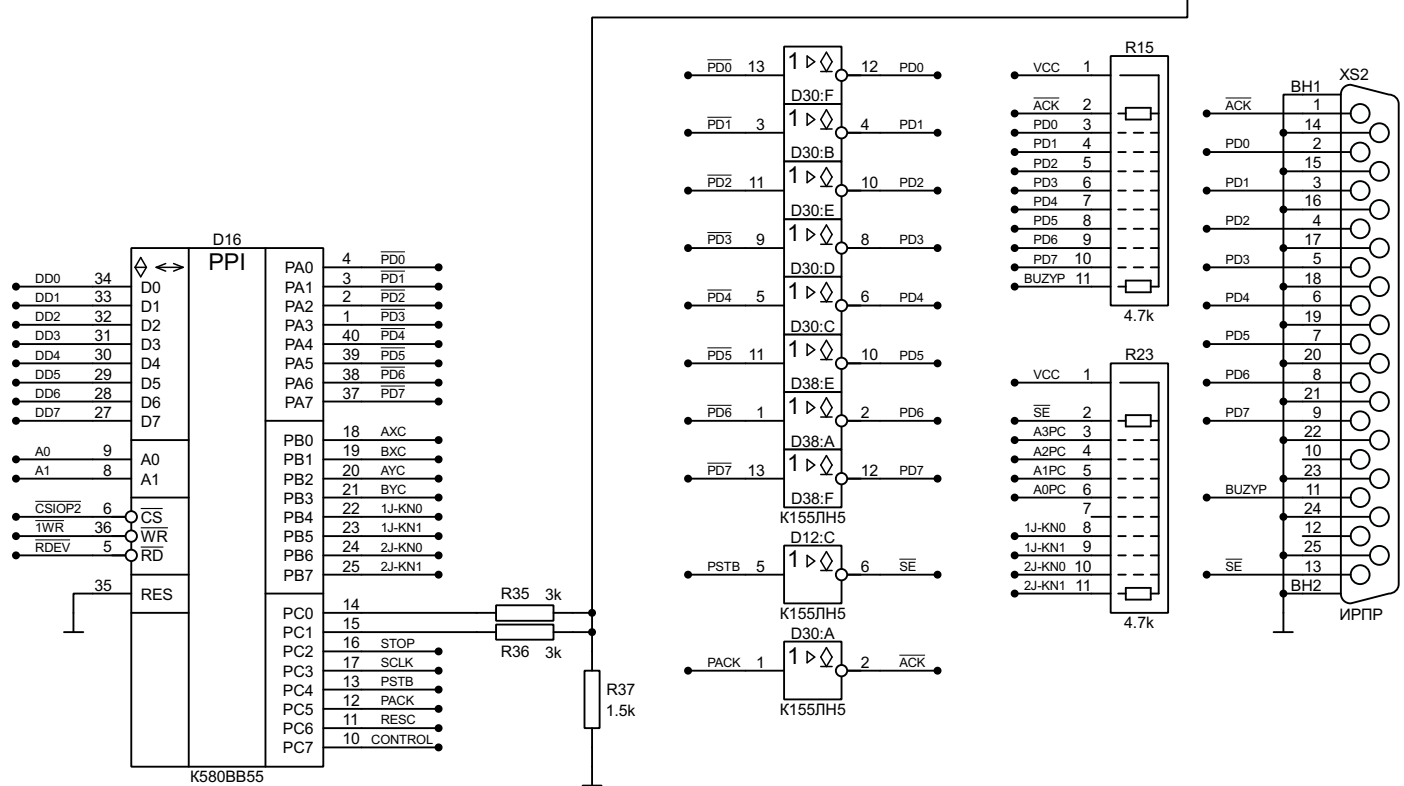 D16
PPI
DD0 34 D0
DD1 33 D1
DD2 32 D2
DD3 31 D3
DD4 30 D4
DD5 29 D5
DD6 28 D6
DD7 27 D7
A0 9 A0
A1 8 A1
CSIOP2 6 CS
1WR 36 WR
RDEV 5 RD
35 RES
PA0 4 PD0
PA1 3 PD1
PA2 2 PD2
PA3 1 PD3
PA4 40 PD4
PA5 39 PD5
PA6 38 PD6
PA7 37 PD7
PB0 18 AXC
PB1 19 BXC
PB2 20 AYC
PB3 21 BYC
PB4 22 1J-KN0
PB5 23 1J-KN1
PB6 24 2J-KN0
PB7 25 2J-KN1
PC0 14
PC1 15
PC2 16 STOP
PC3 17 SCLK
PC4 13 PSTB
PC5 12 PACK
PC6 11 RESC
PC7 10 CONTROL
К580ВВ55
R35 3k
R36 3k
R37
1.5k
PD0 13 1 12 PD0
D30:F
PD1 3 1 4 PD1
D30:B
PD2 11 1 10 PD2
D30:E
PD3 9 1 8 PD3
D30:D
PD4 5 1 6 PD4
D30:C
PD5 11 1 10 PD5
D38:E
PD6 1 1 2 PD6
D38:A
PD7 13 1 12 PD7
D38:F
К155ЛН5
D12:C
PSTB 5 1 6 SE
К155ЛН5
D30:A
PACK 1 1 2 ACK
К155ЛН5
R15
VCC 1
ACK 2
PD0 3
PD1 4
PD2 5
PD3 6
PD4 7
PD5 8
PD6 9
PD7 10
BUZYP 11
4.7k
R23
VCC 1
SE 2
A3PC 3
A2PC 4
A1PC 5
A0PC 6
7
1J-KN0 8
1J-KN1 9
2J-KN0 10
2J-KN1 11
4.7k
XS2
BH1
ACK 1
14
PD0 2
15
PD1 3
16
PD2 4
17
PD3 5
18
PD4 6
19
PD5 7
20
PD6 8
21
PD7 9
22
10
23
BUZYP 11
24
12
25
SE 13
BH2
ИРПР